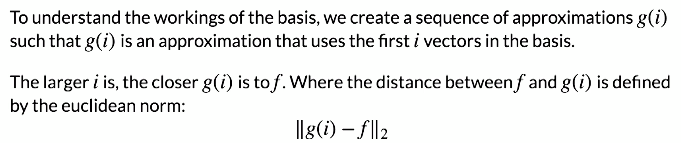 To understand the workings of the basis, we create a sequence of approximations g(i)
such that g(i) is an approximation that uses the first i vectors in the basis.
The larger i is, the closer g(i) is to f. Where the distance between f and g(i) is defined
by the euclidean norm:
||g(i) − f||₂